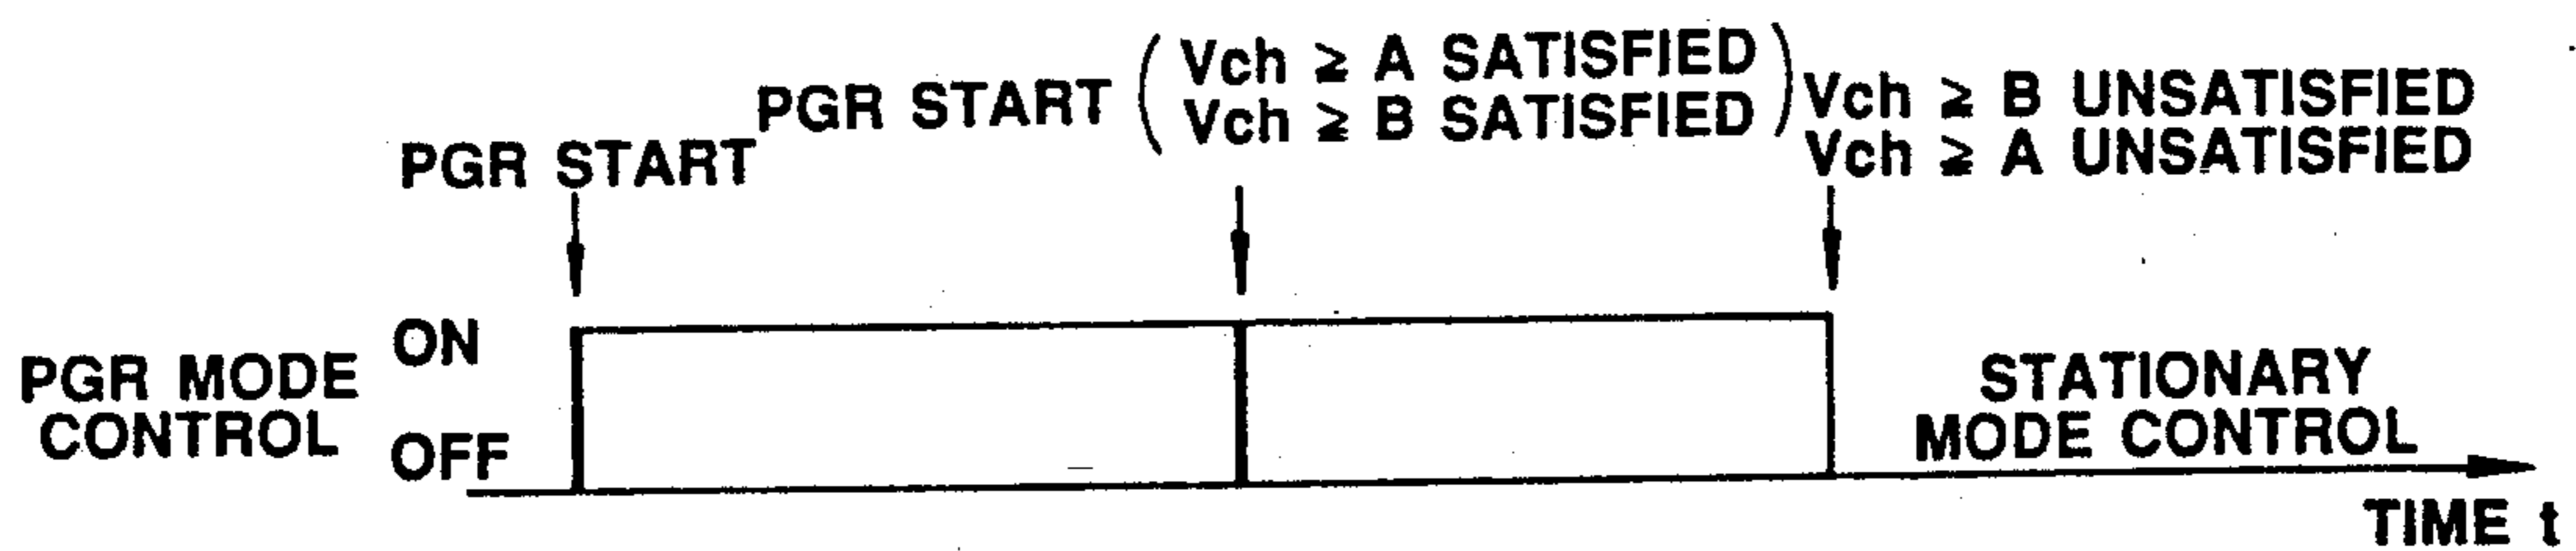 PGR START
PGR START ( Vch ≧ A SATISFIED
Vch ≧ B SATISFIED )
Vch ≧ B UNSATISFIED
Vch ≧ A UNSATISFIED
PGR MODE
CONTROL
ON
OFF
STATIONARY
MODE CONTROL
TIME t